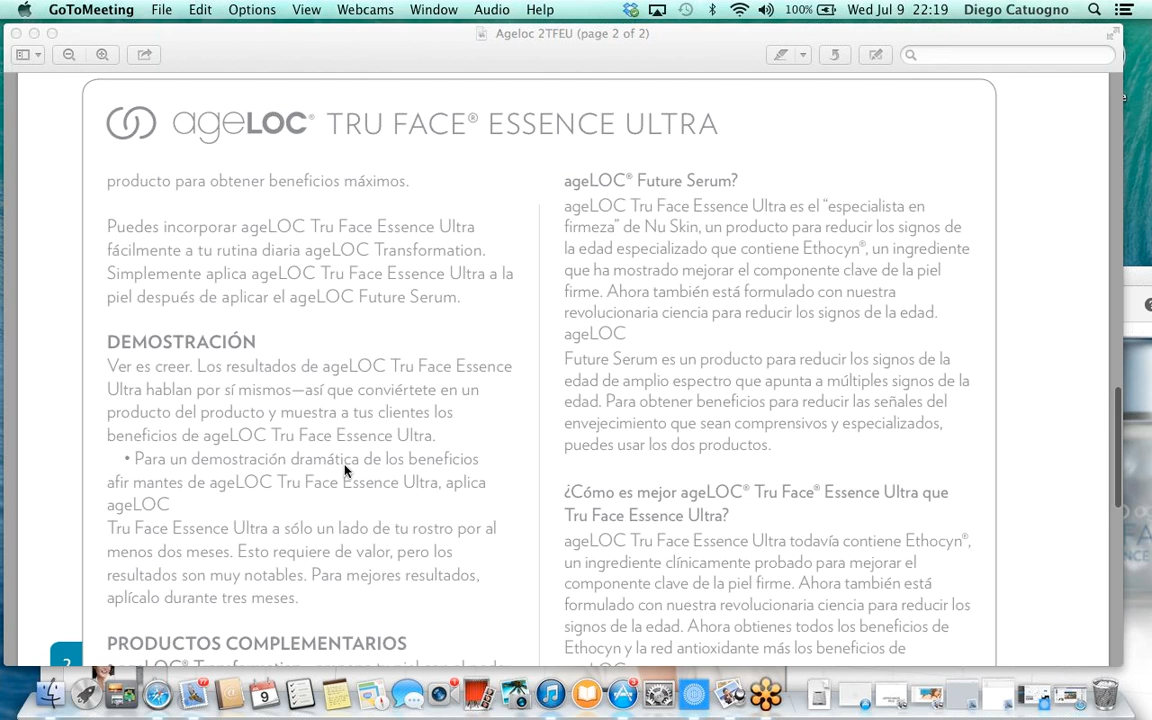 GoToMeeting File Edit Options View Webcams Window Audio Help 100% Wed Jul 9 22:19 Diego Catuogno
Ageloc 2TFEU (page 2 of 2)
ageLOC® TRU FACE® ESSENCE ULTRA
producto para obtener beneficios máximos.
Puedes incorporar ageLOC Tru Face Essence Ultra
fácilmente a tu rutina diaria ageLOC Transformation.
Simplemente aplica ageLOC Tru Face Essence Ultra a la
piel después de aplicar el ageLOC Future Serum.
DEMOSTRACIÓN
Ver es creer. Los resultados de ageLOC Tru Face Essence
Ultra hablan por sí mismos—así que conviértete en un
producto del producto y muestra a tus clientes los
beneficios de ageLOC Tru Face Essence Ultra.
• Para un demostración dramática de los beneficios
afir mantes de ageLOC Tru Face Essence Ultra, aplica
ageLOC
Tru Face Essence Ultra a sólo un lado de tu rostro por al
menos dos meses. Esto requiere de valor, pero los
resultados son muy notables. Para mejores resultados,
aplícalo durante tres meses.
PRODUCTOS COMPLEMENTARIOS
ageLOC® Future Serum?
ageLOC Tru Face Essence Ultra es el “especialista en
firmeza” de Nu Skin, un producto para reducir los signos de
la edad especializado que contiene Ethocyn®, un ingrediente
que ha mostrado mejorar el componente clave de la piel
firme. Ahora también está formulado con nuestra
revolucionaria ciencia para reducir los signos de la edad.
ageLOC
Future Serum es un producto para reducir los signos de la
edad de amplio espectro que apunta a múltiples signos de la
edad. Para obtener beneficios para reducir las señales del
envejecimiento que sean comprensivos y especializados,
puedes usar los dos productos.
¿Cómo es mejor ageLOC® Tru Face® Essence Ultra que
Tru Face Essence Ultra?
ageLOC Tru Face Essence Ultra todavía contiene Ethocyn®,
un ingrediente clínicamente probado para mejorar el
componente clave de la piel firme. Ahora también está
formulado con nuestra revolucionaria ciencia para reducir los
signos de la edad. Ahora obtienes todos los beneficios de
Ethocyn y la red antioxidante más los beneficios de